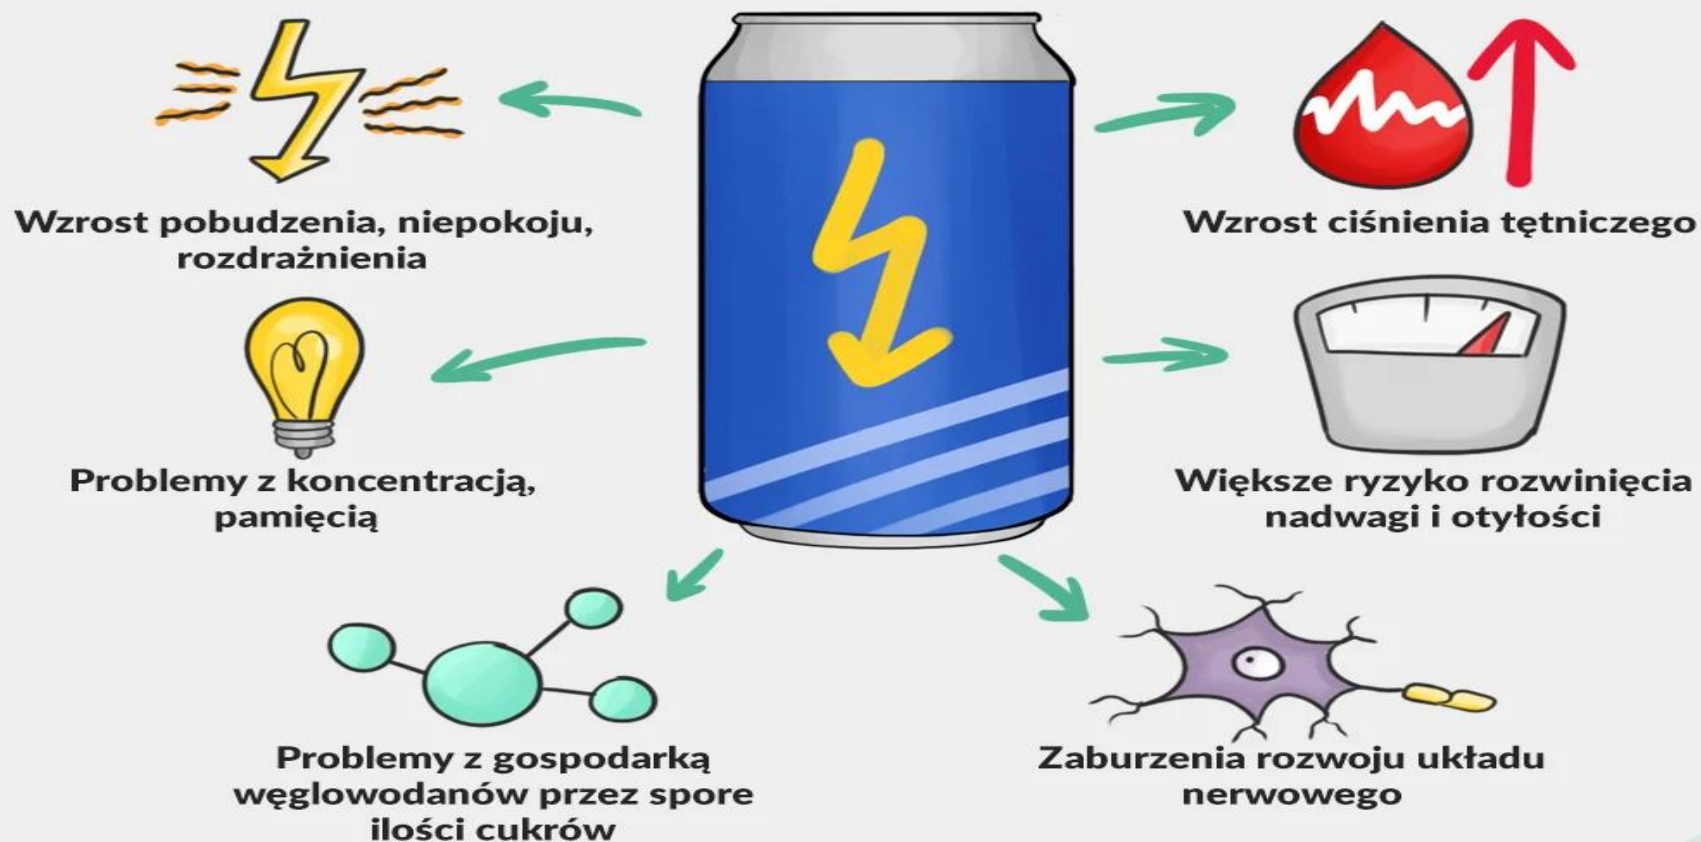 Wzrost pobudzenia, niepokoju,
rozdrażnienia
Wzrost ciśnienia tętniczego
Problemy z koncentracją,
pamięcią
Większe ryzyko rozwinięcia
nadwagi i otyłości
Problemy z gospodarką
węglowodanów przez spore
ilości cukrów
Zaburzenia rozwoju układu
nerwowego